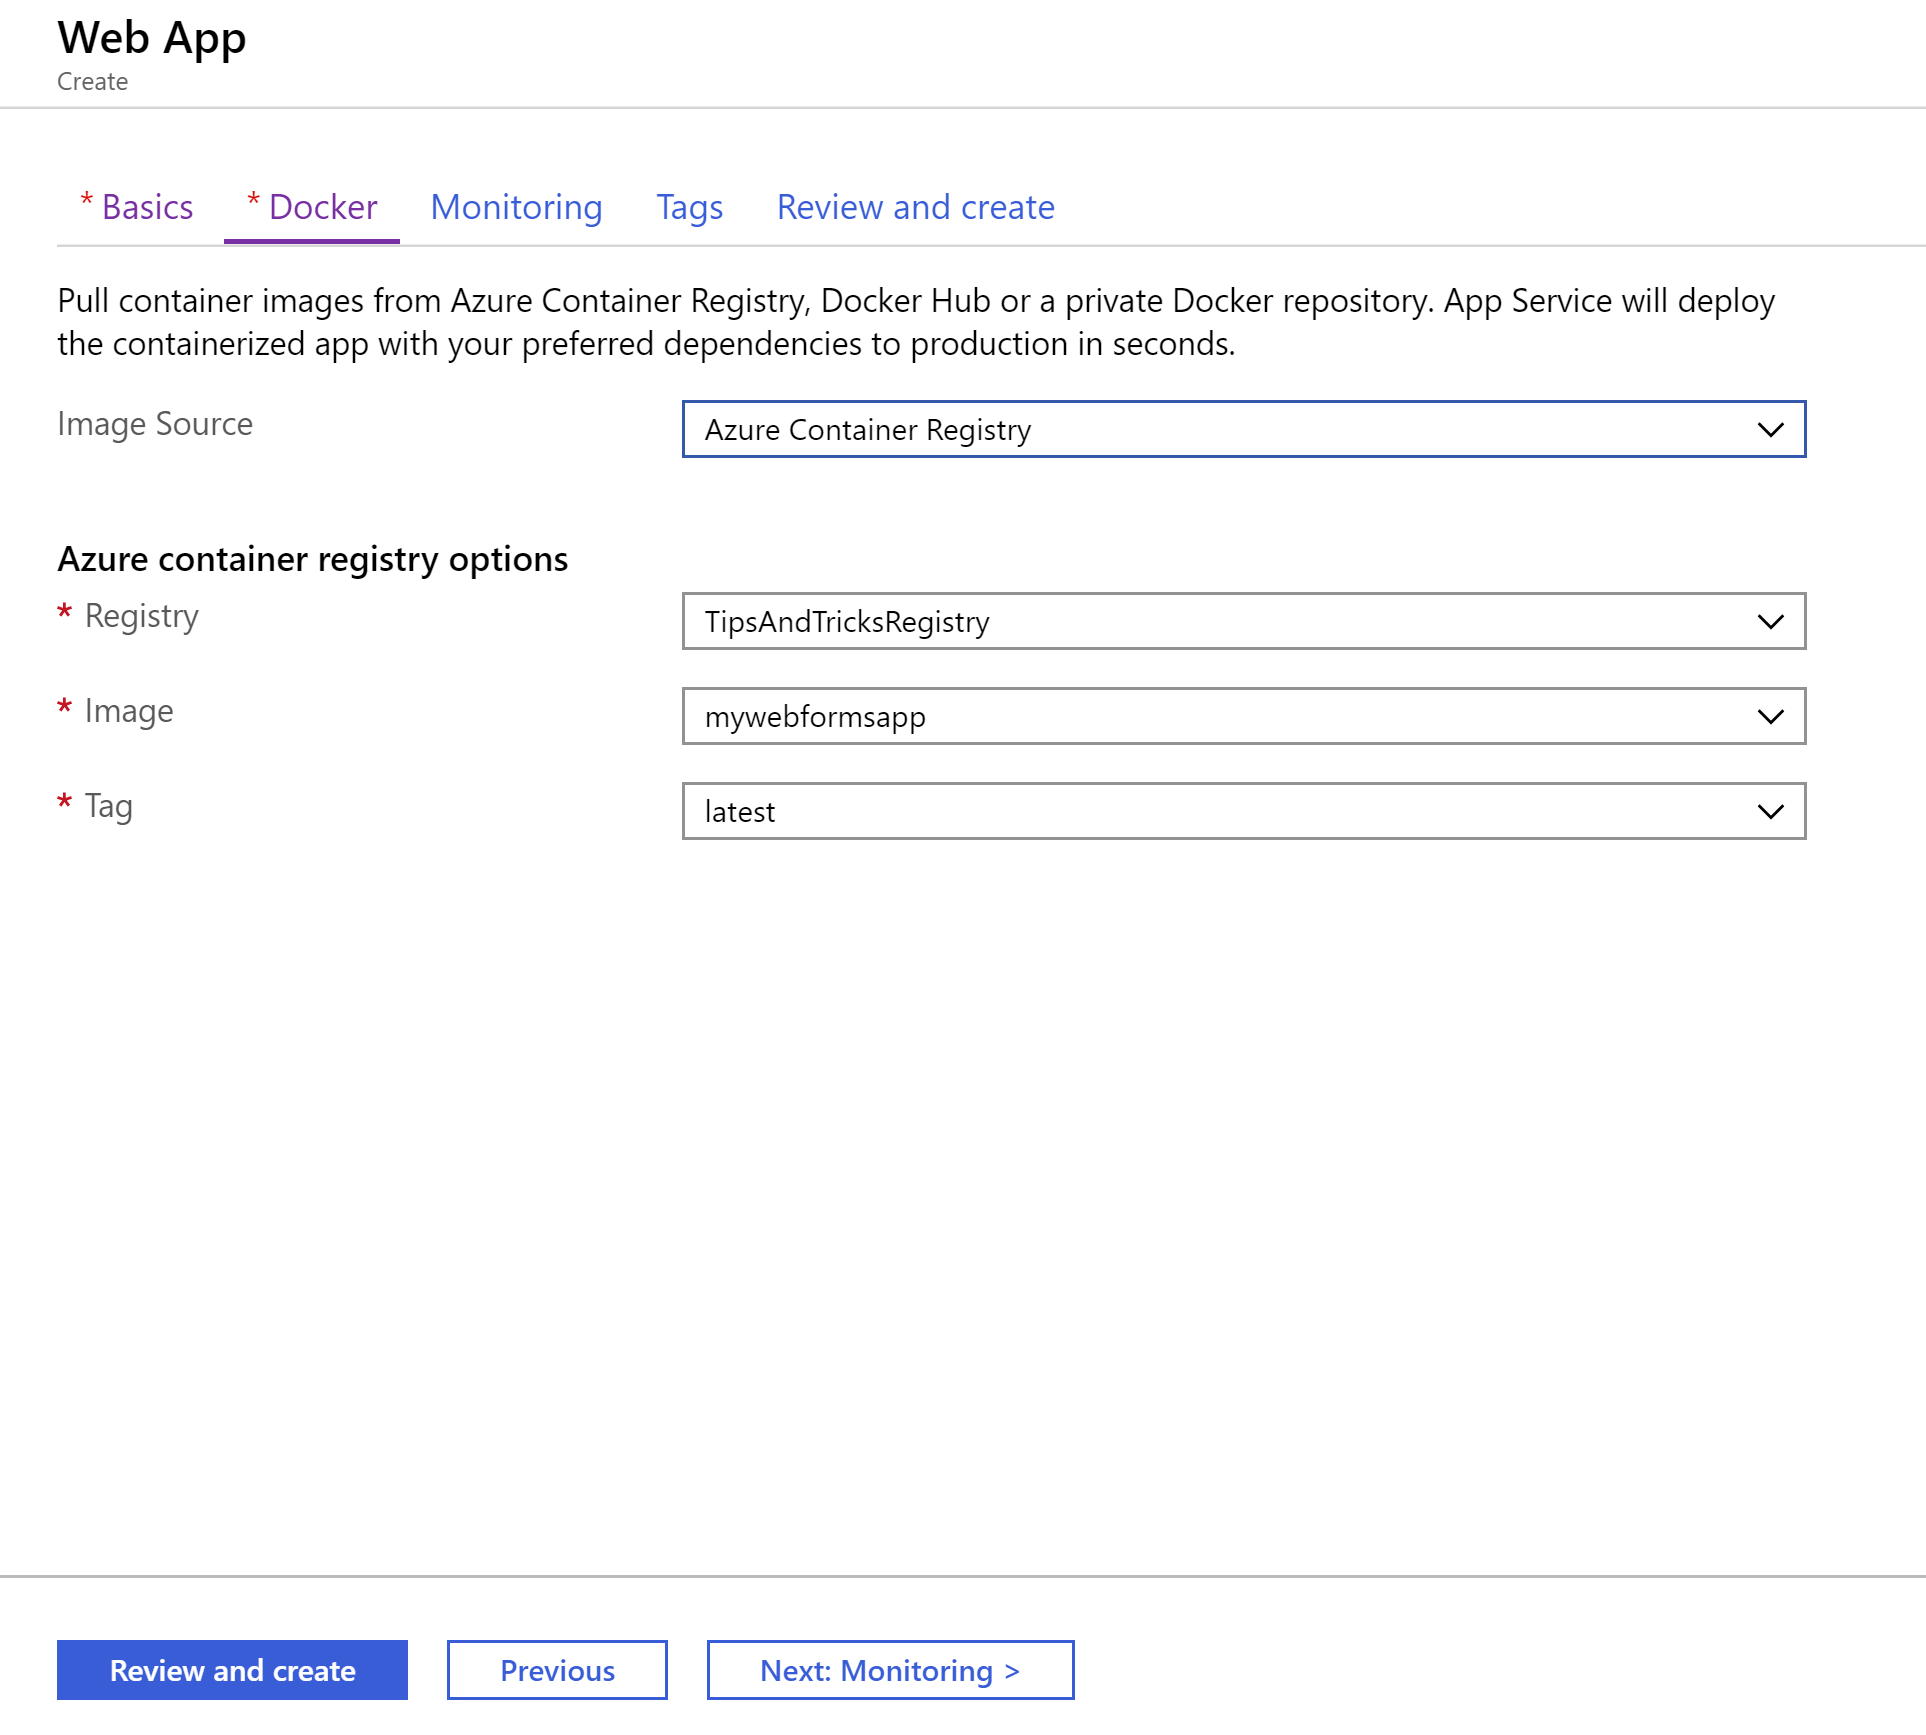 Web App
Create
* Basics * Docker Monitoring Tags Review and create
Pull container images from Azure Container Registry, Docker Hub or a private Docker repository. App Service will deploy
the containerized app with your preferred dependencies to production in seconds.
Image Source Azure Container Registry
Azure container registry options
* Registry TipsAndTricksRegistry
* Image mywebformsapp
* Tag latest
Review and create Previous Next: Monitoring >